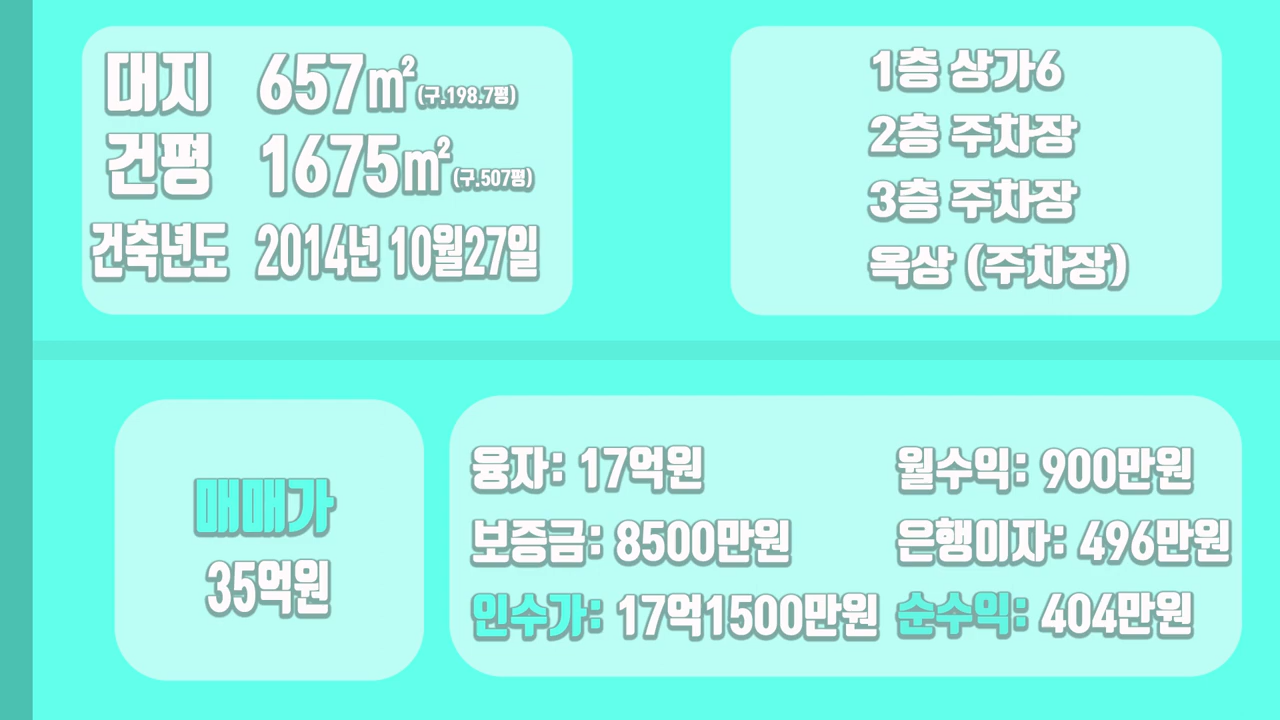 대지 657㎡(구.198.7평)
건평 1675㎡(구.507평)
건축년도 2014년 10월27일
1층 상가6
2층 주차장
3층 주차장
옥상 (주차장)
매매가
35억원
융자: 17억원
보증금: 8500만원
인수가: 17억1500만원
월수익: 900만원
은행이자: 496만원
순수익: 404만원